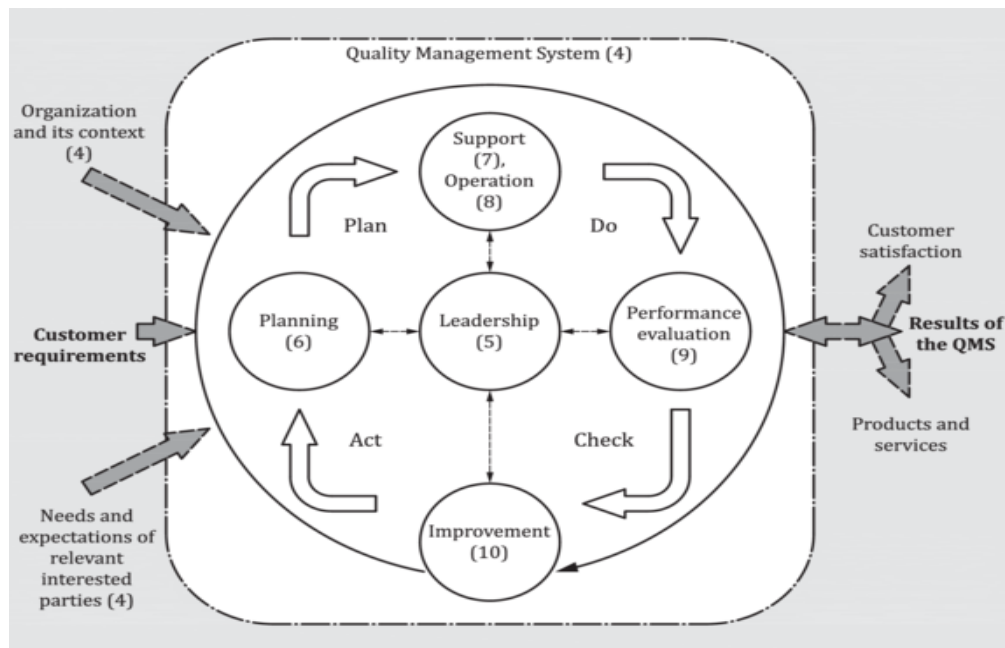 Quality Management System (4)
Organization
and its context
(4)
Support
(7),
Operation
(8)
Plan
Do
Customer
satisfaction
Customer
requirements
Planning
(6)
Leadership
(5)
Performance
evaluation
(9)
Results of
the QMS
Act
Check
Products and
services
Needs and
expectations of
relevant
interested
parties (4)
Improvement
(10)